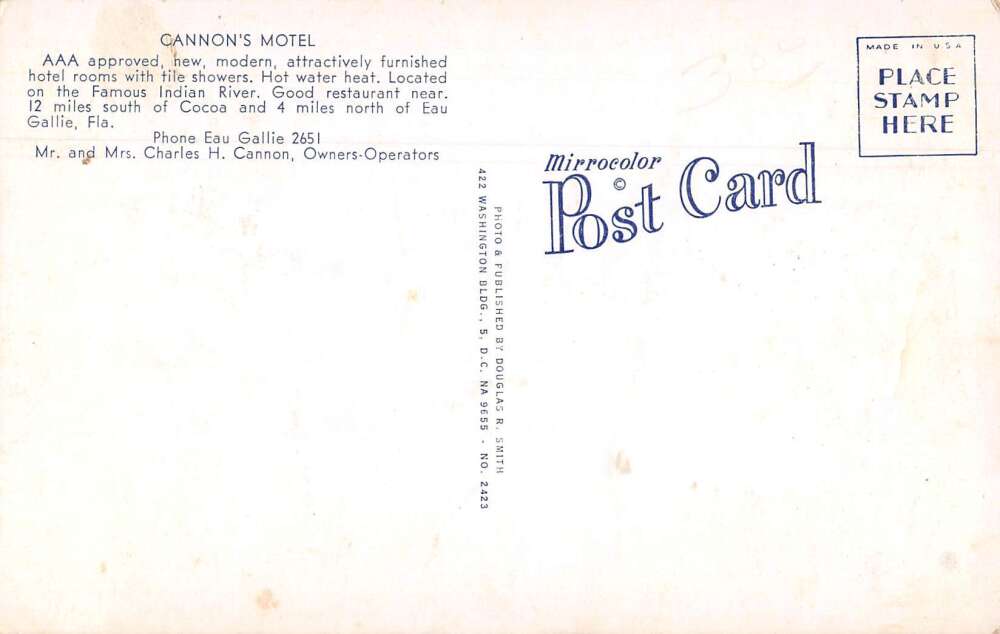 CANNON'S MOTEL
AAA approved, new, modern, attractively furnished
hotel rooms with tile showers. Hot water heat. Located
on the Famous Indian River. Good restaurant near.
12 miles south of Cocoa and 4 miles north of Eau
Gallie, Fla.
Phone Eau Gallie 2651
Mr. and Mrs. Charles H. Cannon, Owners-Operators
PHOTO & PUBLISHED BY DOUGLAS R. SMITH
422 WASHINGTON BLDG., 5, D.C. NA 9655 - NO. 2423
Mirrocolor
©
Post Card
MADE IN USA
PLACE
STAMP
HERE